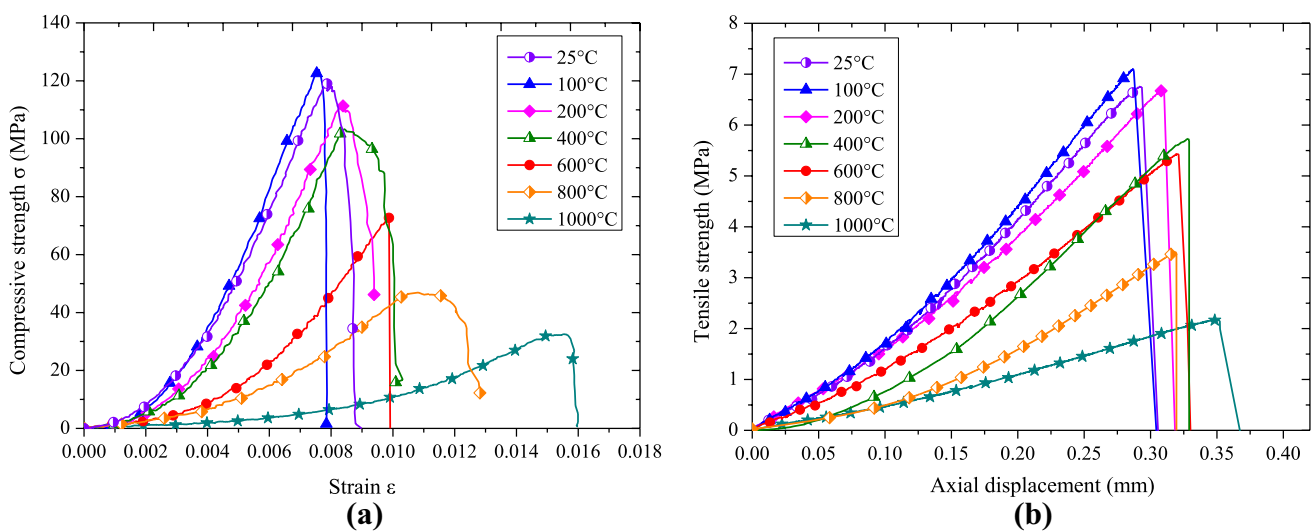 140
120
100
80
60
40
20
0
Compressive strength σ (MPa)
25°C
100°C
200°C
400°C
600°C
800°C
1000°C
0.000 0.002 0.004 0.006 0.008 0.010 0.012 0.014 0.016 0.018
Strain ε
(a)
8
7
6
5
4
3
2
1
0
Tensile strength (MPa)
25°C
100°C
200°C
400°C
600°C
800°C
1000°C
0.00 0.05 0.10 0.15 0.20 0.25 0.30 0.35 0.40
Axial displacement (mm)
(b)